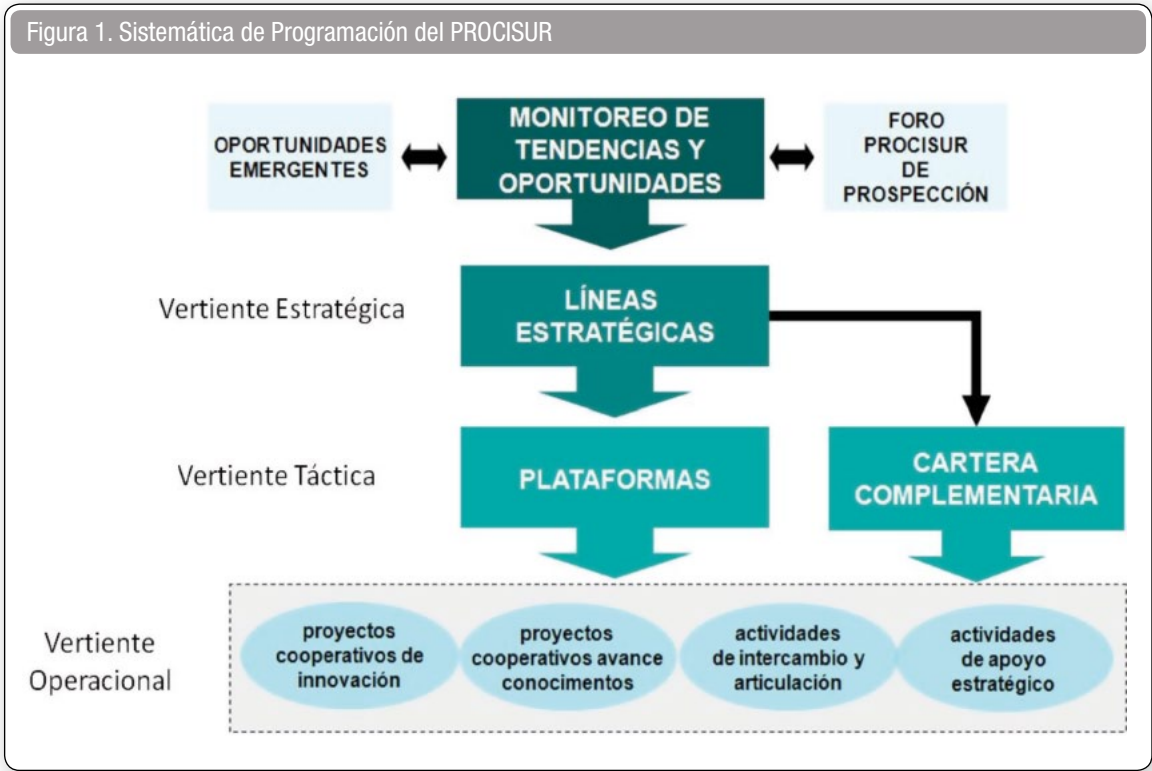 Figura 1. Sistemática de Programación del PROCISUR
OPORTUNIDADES
EMERGENTES
MONITOREO DE
TENDENCIAS Y
OPORTUNIDADES
FORO
PROCISUR
DE
PROSPECCIÓN
Vertiente Estratégica
LÍNEAS
ESTRATÉGICAS
Vertiente Táctica
PLATAFORMAS
CARTERA
COMPLEMENTARIA
Vertiente
Operacional
proyectos
cooperativos de
innovación
proyectos
cooperativos avance
conocimentos
actividades
de intercambio y
articulación
actividades
de apoyo
estratégico